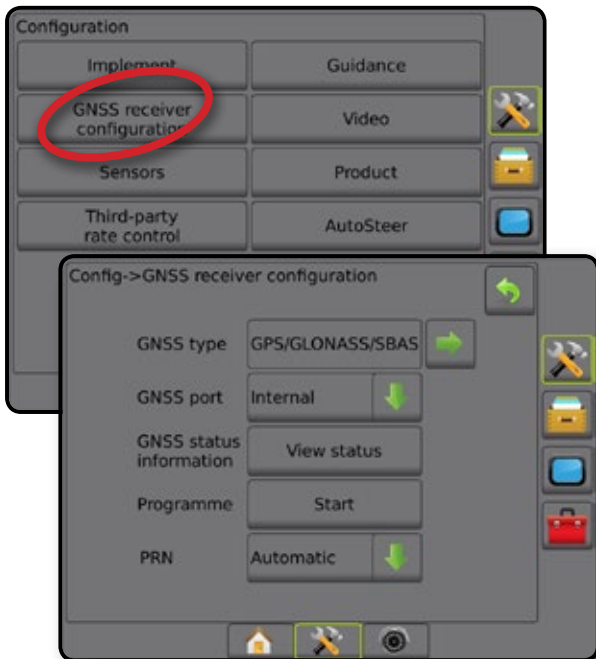 Configuration
Implement
Guidance
GNSS receiver
configuration
Video
Sensors
Product
Third-party
rate control
AutoSteer
Config->GNSS receiver configuration
GNSS type
GPS/GLONASS/SBAS
GNSS port
Internal
GNSS status
information
View status
Programme
Start
PRN
Automatic